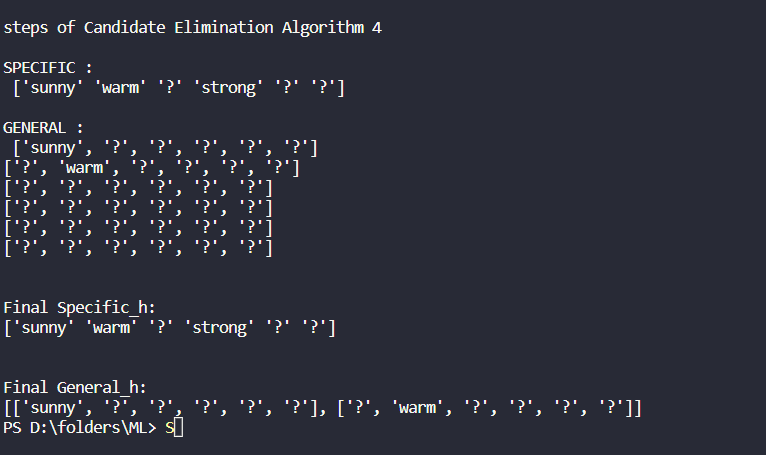 steps of Candidate Elimination Algorithm 4
SPECIFIC :
['sunny' 'warm' '?' 'strong' '?' '?']
GENERAL :
['sunny', '?', '?', '?', '?', '?']
['?', 'warm', '?', '?', '?', '?']
['?', '?', '?', '?', '?', '?']
['?', '?', '?', '?', '?', '?']
['?', '?', '?', '?', '?', '?']
['?', '?', '?', '?', '?', '?']
Final Specific_h:
['sunny' 'warm' '?' 'strong' '?' '?']
Final General_h:
[['sunny', '?', '?', '?', '?', '?'], ['?', 'warm', '?', '?', '?', '?']]
PS D:\folders\ML> S